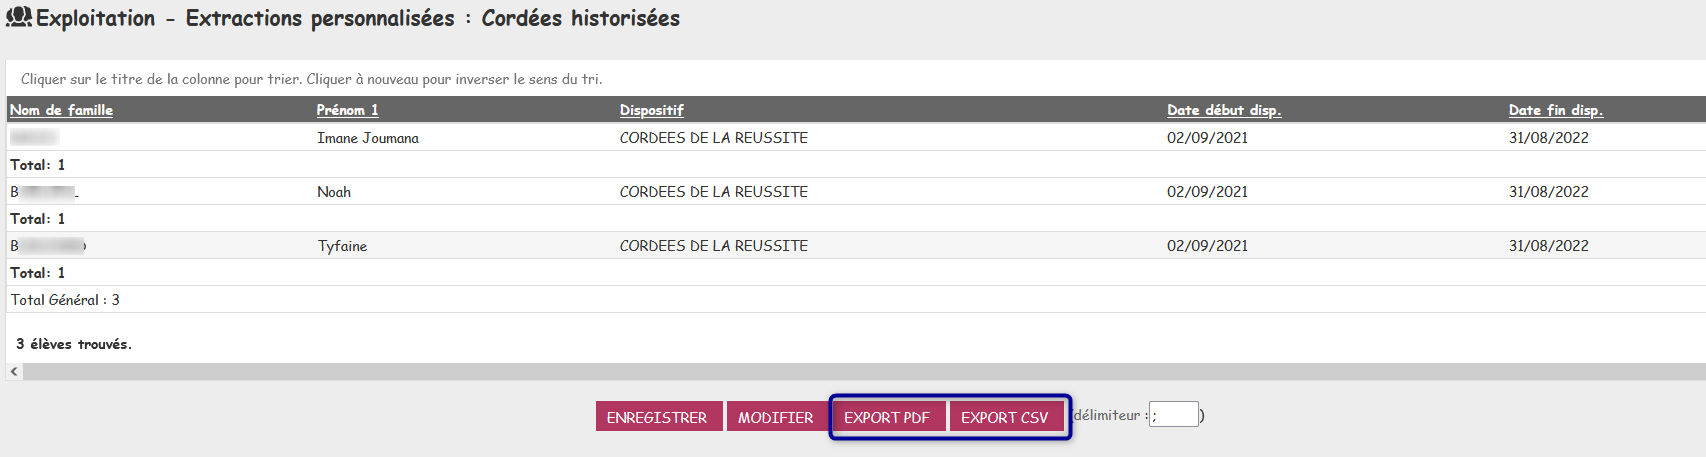 Exploitation - Extractions personnalisées : Cordées historisées
Cliquer sur le titre de la colonne pour trier. Cliquer à nouveau pour inverser le sens du tri.
Nom de famille Prénom 1 Dispositif Date début disp. Date fin disp.
Imane Joumana CORDEES DE LA REUSSITE 02/09/2021 31/08/2022
Total: 1
B Noah CORDEES DE LA REUSSITE 02/09/2021 31/08/2022
Total: 1
B Tyfaine CORDEES DE LA REUSSITE 02/09/2021 31/08/2022
Total: 1
Total Général : 3
3 élèves trouvés.
ENREGISTRER MODIFIER EXPORT PDF EXPORT CSV (délimiteur : ; )